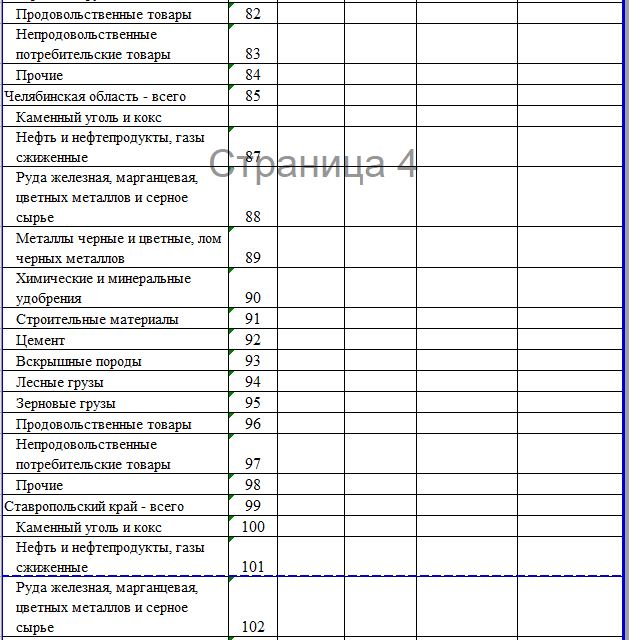 Продовольственные товары 82
Непродовольственные
потребительские товары 83
Прочие 84
Челябинская область - всего 85
Каменный уголь и кокс
Нефть и нефтепродукты, газы
сжиженные 87
Страница 4
Руда железная, марганцевая,
цветных металлов и серное
сырье 88
Металлы черные и цветные, лом
черных металлов 89
Химические и минеральные
удобрения 90
Строительные материалы 91
Цемент 92
Вскрышные породы 93
Лесные грузы 94
Зерновые грузы 95
Продовольственные товары 96
Непродовольственные
потребительские товары 97
Прочие 98
Ставропольский край - всего 99
Каменный уголь и кокс 100
Нефть и нефтепродукты, газы
сжиженные 101
Руда железная, марганцевая,
цветных металлов и серное
сырье 102